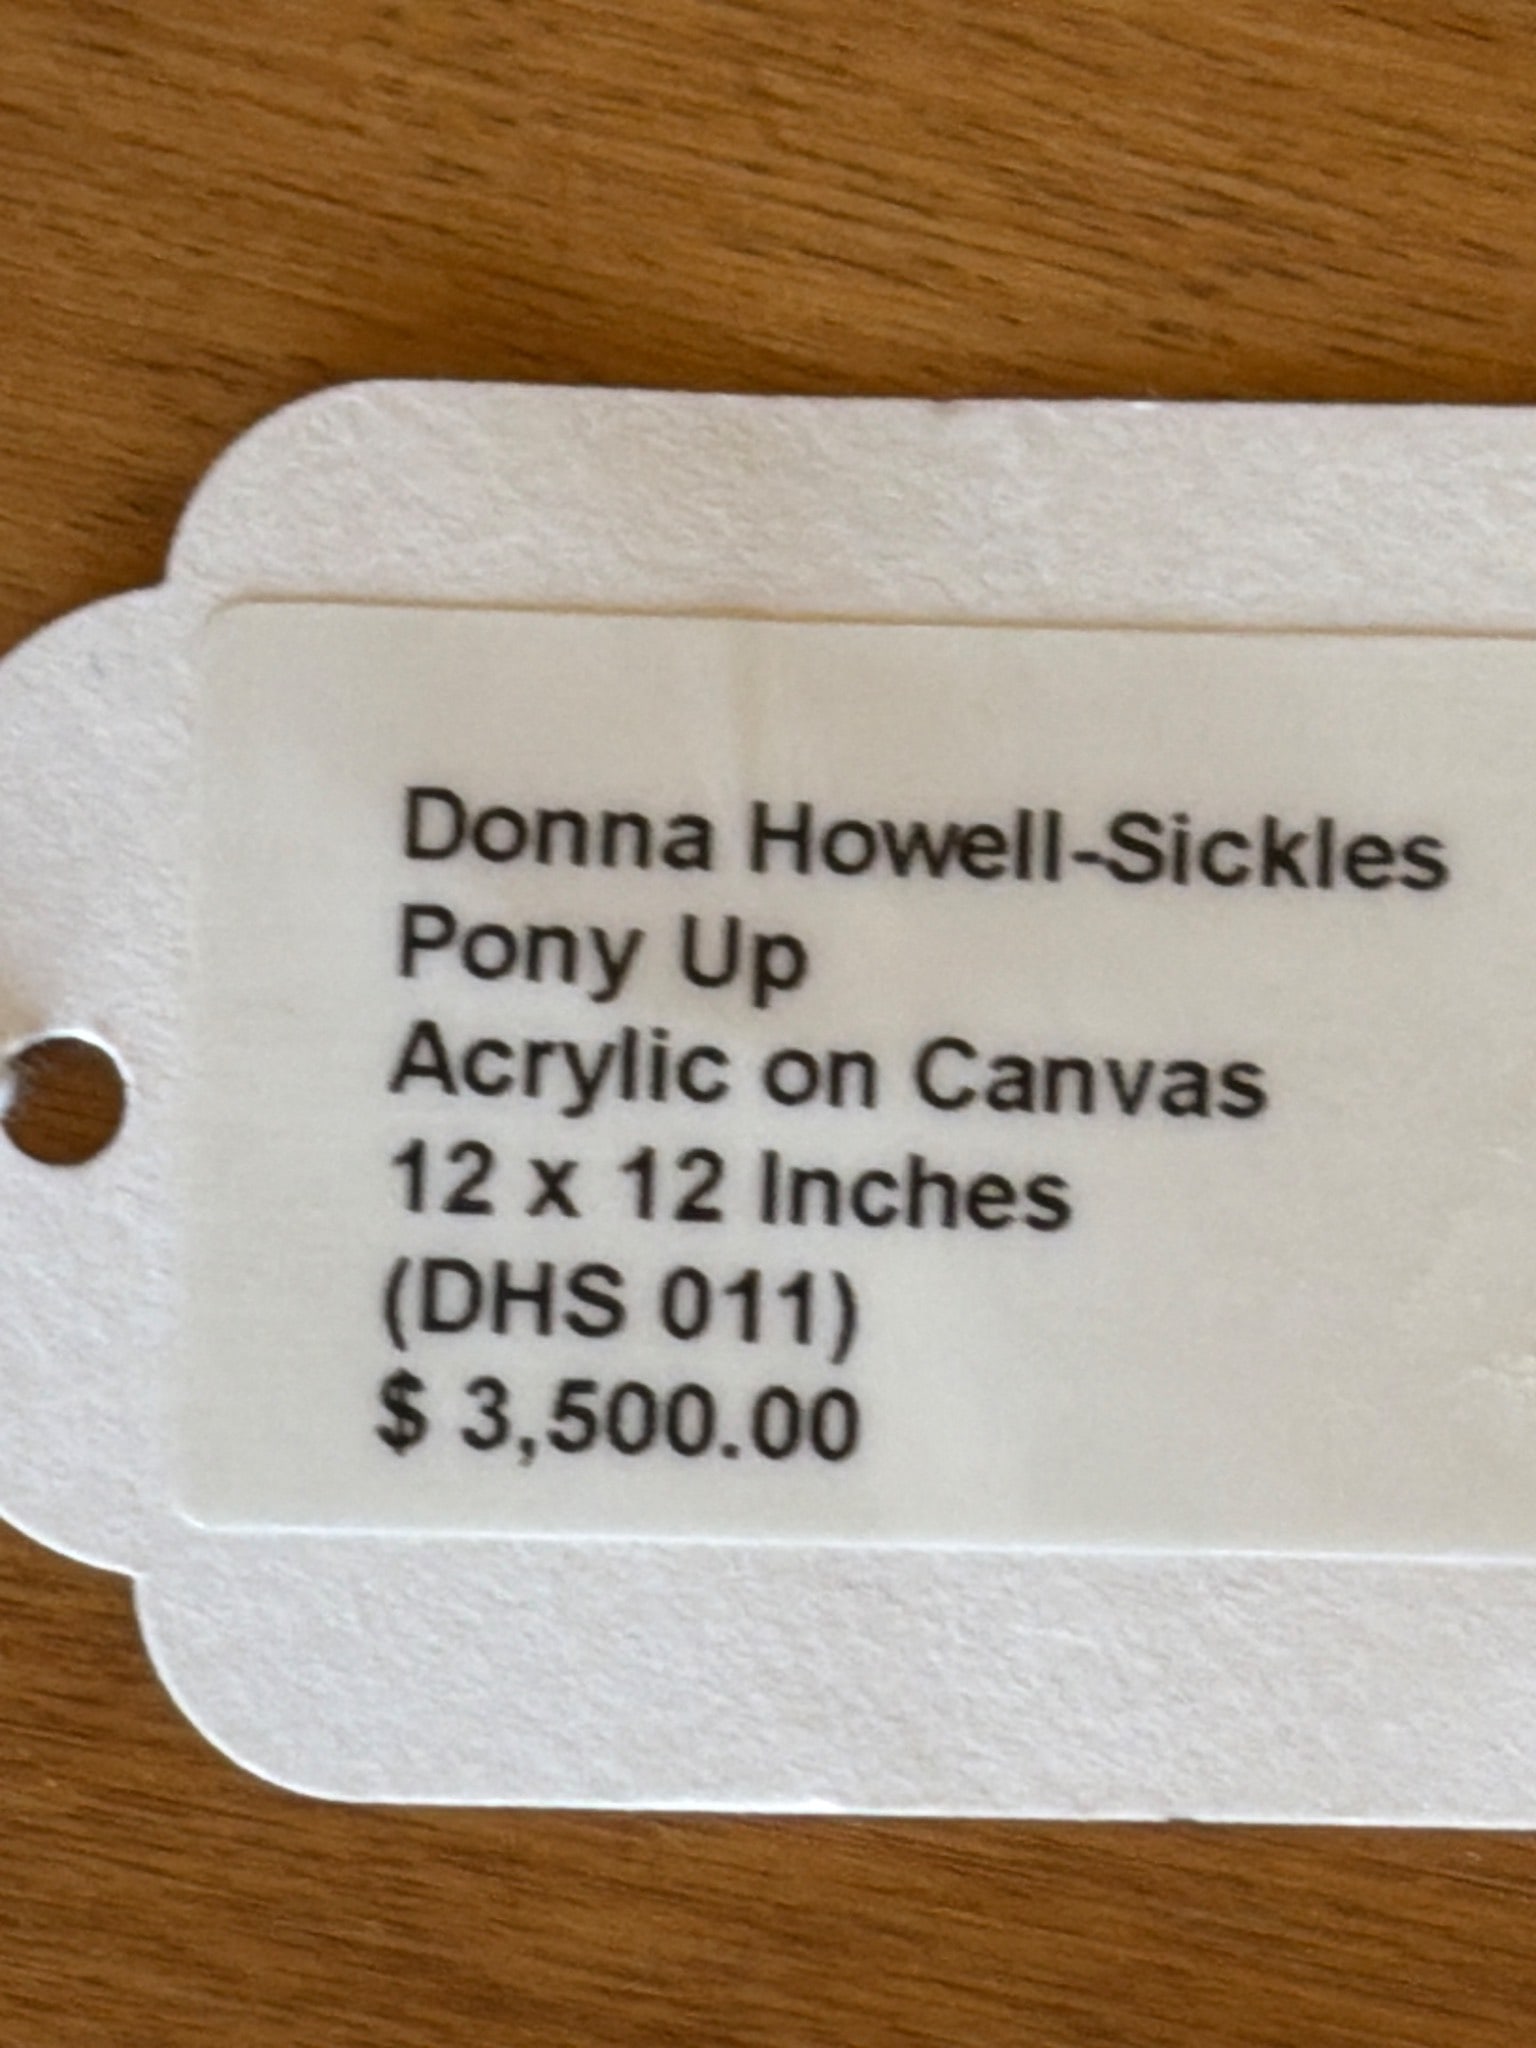 Donna Howell-Sickles
Pony Up
Acrylic on Canvas
12 x 12 Inches
(DHS 011)
$ 3,500.00